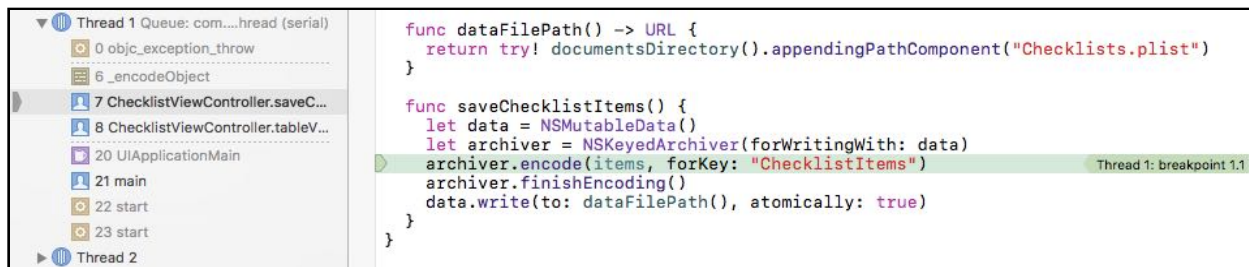 Thread 1 Queue: com....hread (serial)
0 objc_exception_throw
6 _encodeObject
7 ChecklistViewController.saveC...
8 ChecklistViewController.tableV...
20 UIApplicationMain
21 main
22 start
23 start
Thread 2
func dataFilePath() -> URL {
return try! documentsDirectory().appendingPathComponent("Checklists.plist")
}
func saveChecklistItems() {
let data = NSMutableData()
let archiver = NSKeyedArchiver(forWritingWith: data)
archiver.encode(items, forKey: "ChecklistItems")
Thread 1: breakpoint 1.1
archiver.finishEncoding()
data.write(to: dataFilePath(), atomically: true)
}
}